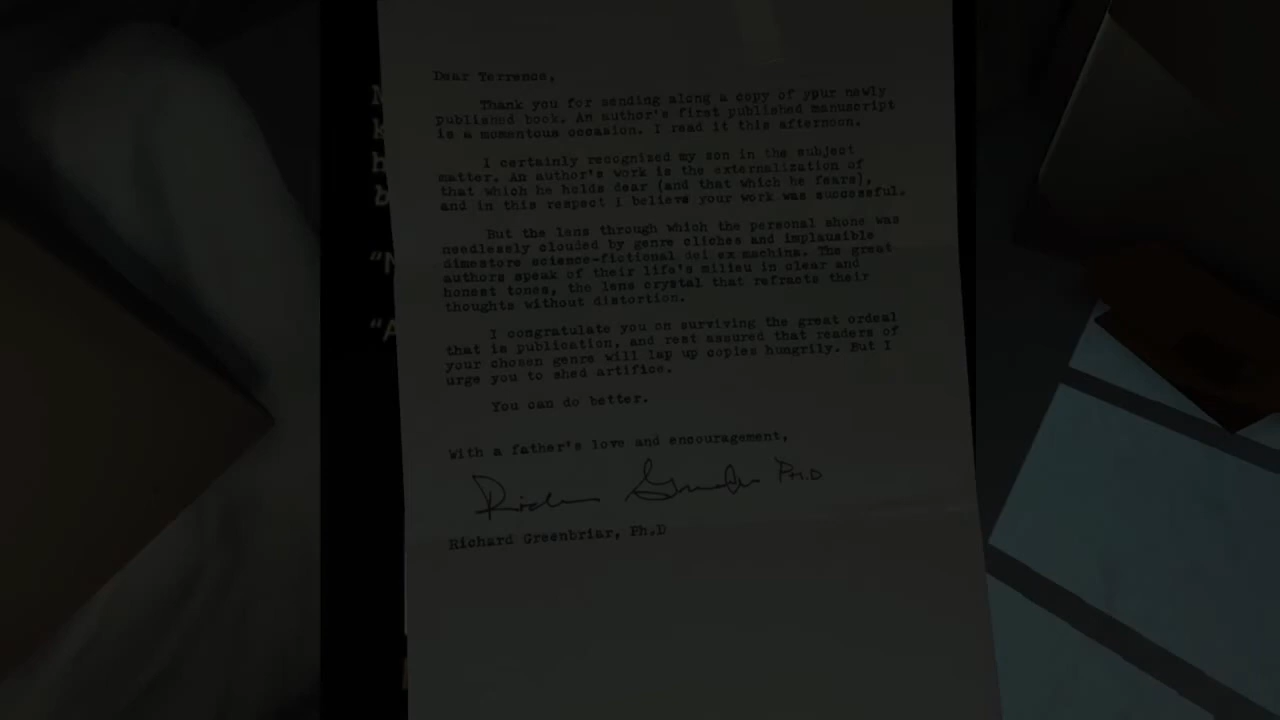 Dear Terrence,
Thank you for sending along a copy of your newly
published book. An author's first published manuscript
is a momentous occasion. I read it this afternoon.
I certainly recognized my son in the subject
matter. An author's work is the externalization of
that which he holds dear (and that which he fears),
and in this respect I believe your work was successful.
But the lens through which the personal shone was
needlessly clouded by genre cliches and implausible
dimestore science-fictional dei ex machina. The great
authors speak of their life's milieu in clear and
honest tones, the lens crystal that refracts their
thoughts without distortion.
I congratulate you on surviving the great ordeal
that is publication, and rest assured that readers of
your chosen genre will lap up copies hungrily. But I
urge you to shed artifice.
You can do better.
With a father's love and encouragement,
Ph.D
Richard Greenbriar, Ph.D